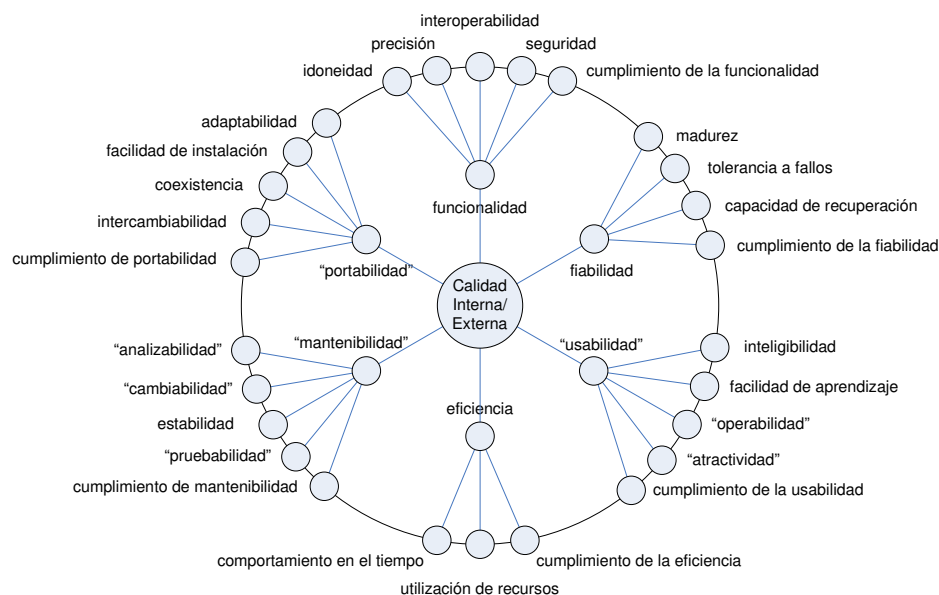 interoperabilidad
precisión
seguridad
idoneidad
cumplimiento de la funcionalidad
adaptabilidad
madurez
facilidad de instalación
tolerancia a fallos
coexistencia
capacidad de recuperación
intercambiabilidad
funcionalidad
cumplimiento de la fiabilidad
cumplimiento de portabilidad
“portabilidad”
fiabilidad
Calidad
Interna/
Externa
“analizabilidad”
“mantenibilidad”
“usabilidad”
inteligibilidad
“cambiabilidad”
facilidad de aprendizaje
eficiencia
estabilidad
“operabilidad”
“pruebabilidad”
“atractividad”
cumplimiento de mantenibilidad
cumplimiento de la usabilidad
comportamiento en el tiempo
cumplimiento de la eficiencia
utilización de recursos